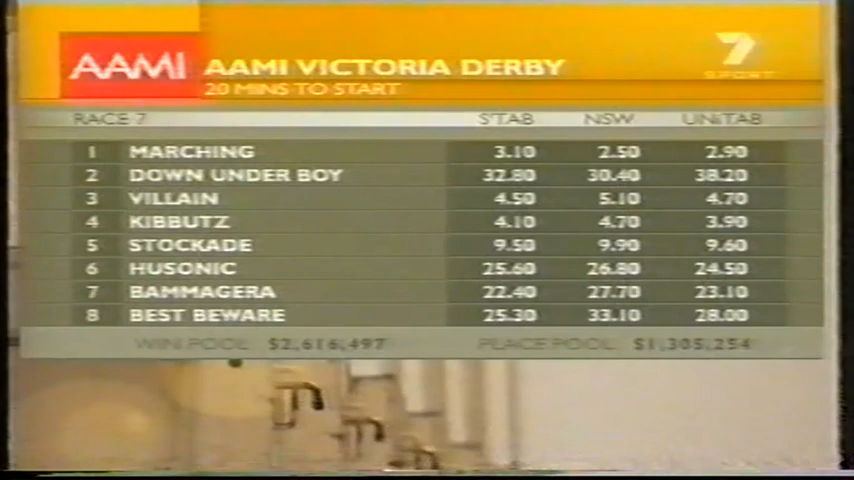 AAMI
AAMI VICTORIA DERBY
20 MINS TO START
7
SPORT
RACE 7 S'TAB NSW UNITAB
1 MARCHING 3.10 2.50 2.90
2 DOWN UNDER BOY 32.80 30.40 38.20
3 VILLAIN 4.50 5.10 4.70
4 KIBBUTZ 4.10 4.70 3.90
5 STOCKADE 9.50 9.90 9.60
6 HUSONIC 25.60 26.80 24.50
7 BAMMAGERA 22.40 27.70 23.10
8 BEST BEWARE 25.30 33.10 28.00
WIN POOL $2,616,497 PLACE POOL $1,305,254